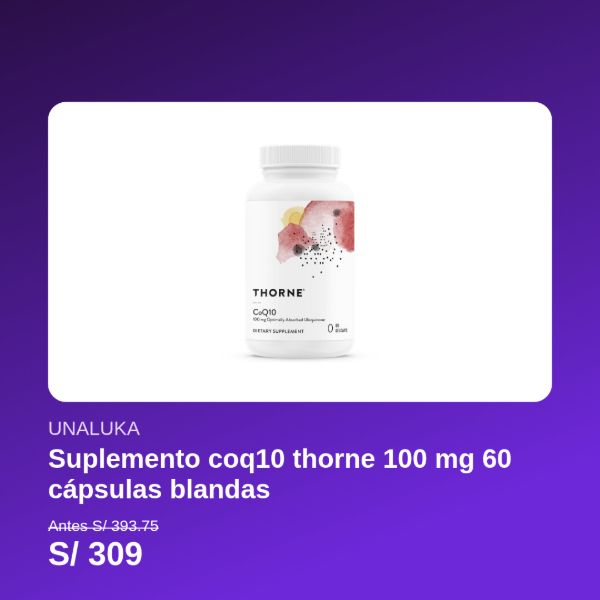 THORNE
CoQ10
100 mg Optimally Absorbed Ubiquinone
DIETARY SUPPLEMENT
UNALUKA
Suplemento coq10 thorne 100 mg 60
cápsulas blandas
Antes S/ 393.75
S/ 309